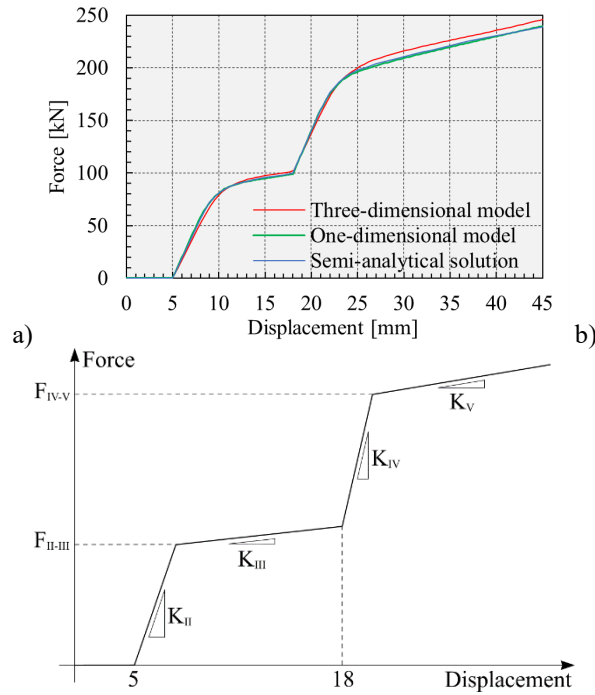 250
200
150
100
50
0
Force [kN]
Three-dimensional model
One-dimensional model
Semi-analytical solution
0 5 10 15 20 25 30 35 40 45
Displacement [mm]
a) b)
Force
F_IV-V
K_V
K_IV
F_II-III
K_III
K_II
5 18 Displacement